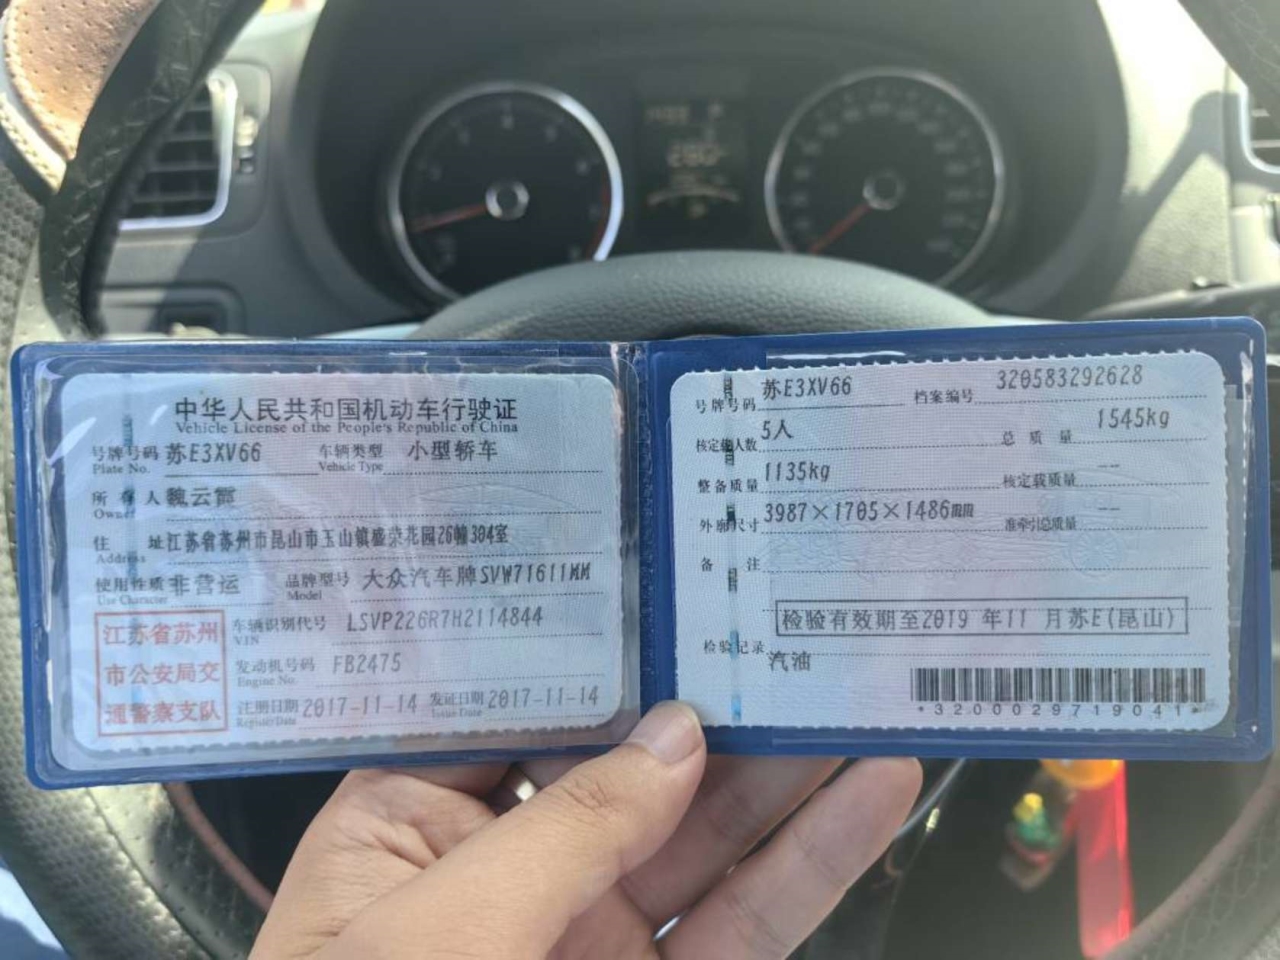 中华人民共和国机动车行驶证
Vehicle License of the People's Republic of China
号牌号码 苏E3XV66 车辆类型 小型轿车
Plate No. Vehicle Type
所有人 魏云霞
Owner
住址 江苏省苏州市昆山市玉山镇盛荣花园26幢304室
Address
使用性质 非营运 品牌型号 大众汽车牌SVW71611MM
Use Character Model
江苏省苏州
市公安局交
通警察支队
车辆识别代号 LSVP226R7H2114844
VIN
发动机号码 FB2475
Engine No.
注册日期 2017-11-14 发证日期 2017-11-14
Register Date Issue Date
号牌号码 苏E3XV66 档案编号 320583292628
核定载人数 5人 总质量 1545kg
整备质量 1135kg 核定载质量 --
外廓尺寸 3987×1705×1486㎜ 准牵引总质量 --
备注
检验有效期至2019 年11 月苏E(昆山)
检验记录
汽油
*3200029719041*